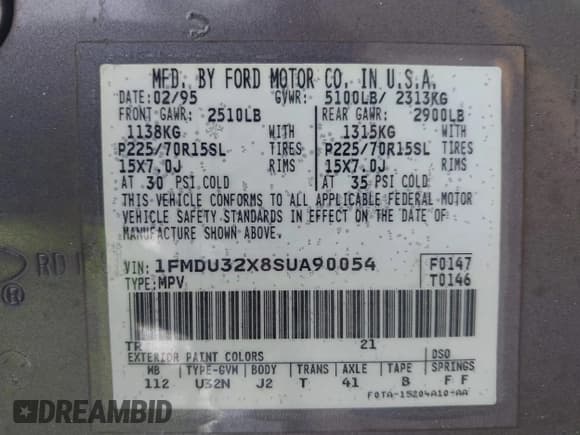 MFD. BY FORD MOTOR CO. IN U.S.A.
DATE: 02/95 GVWR: 5100LB/ 2313KG
FRONT GAWR: 2510LB REAR GAWR: 2900LB
1138KG WITH 1315KG WITH
P225/70R15SL TIRES P225/70R15SL TIRES
15X7.0J RIMS 15X7.0J RIMS
AT 30 PSI COLD AT 35 PSI COLD
THIS VEHICLE CONFORMS TO ALL APPLICABLE FEDERAL MOTOR
VEHICLE SAFETY STANDARDS IN EFFECT ON THE DATE OF
MANUFACTURE SHOWN ABOVE.
VIN: 1FMDU32X8SUA90054 F0147
TYPE: MPV T0146
® RD
TR 21
EXTERIOR PAINT COLORS DSO
WB TYPE-GVM BODY TRANS AXLE TAPE SPRINGS
112 U32N J2 T 41 B F F
F0TA-15204A10-AA
DREAMBID